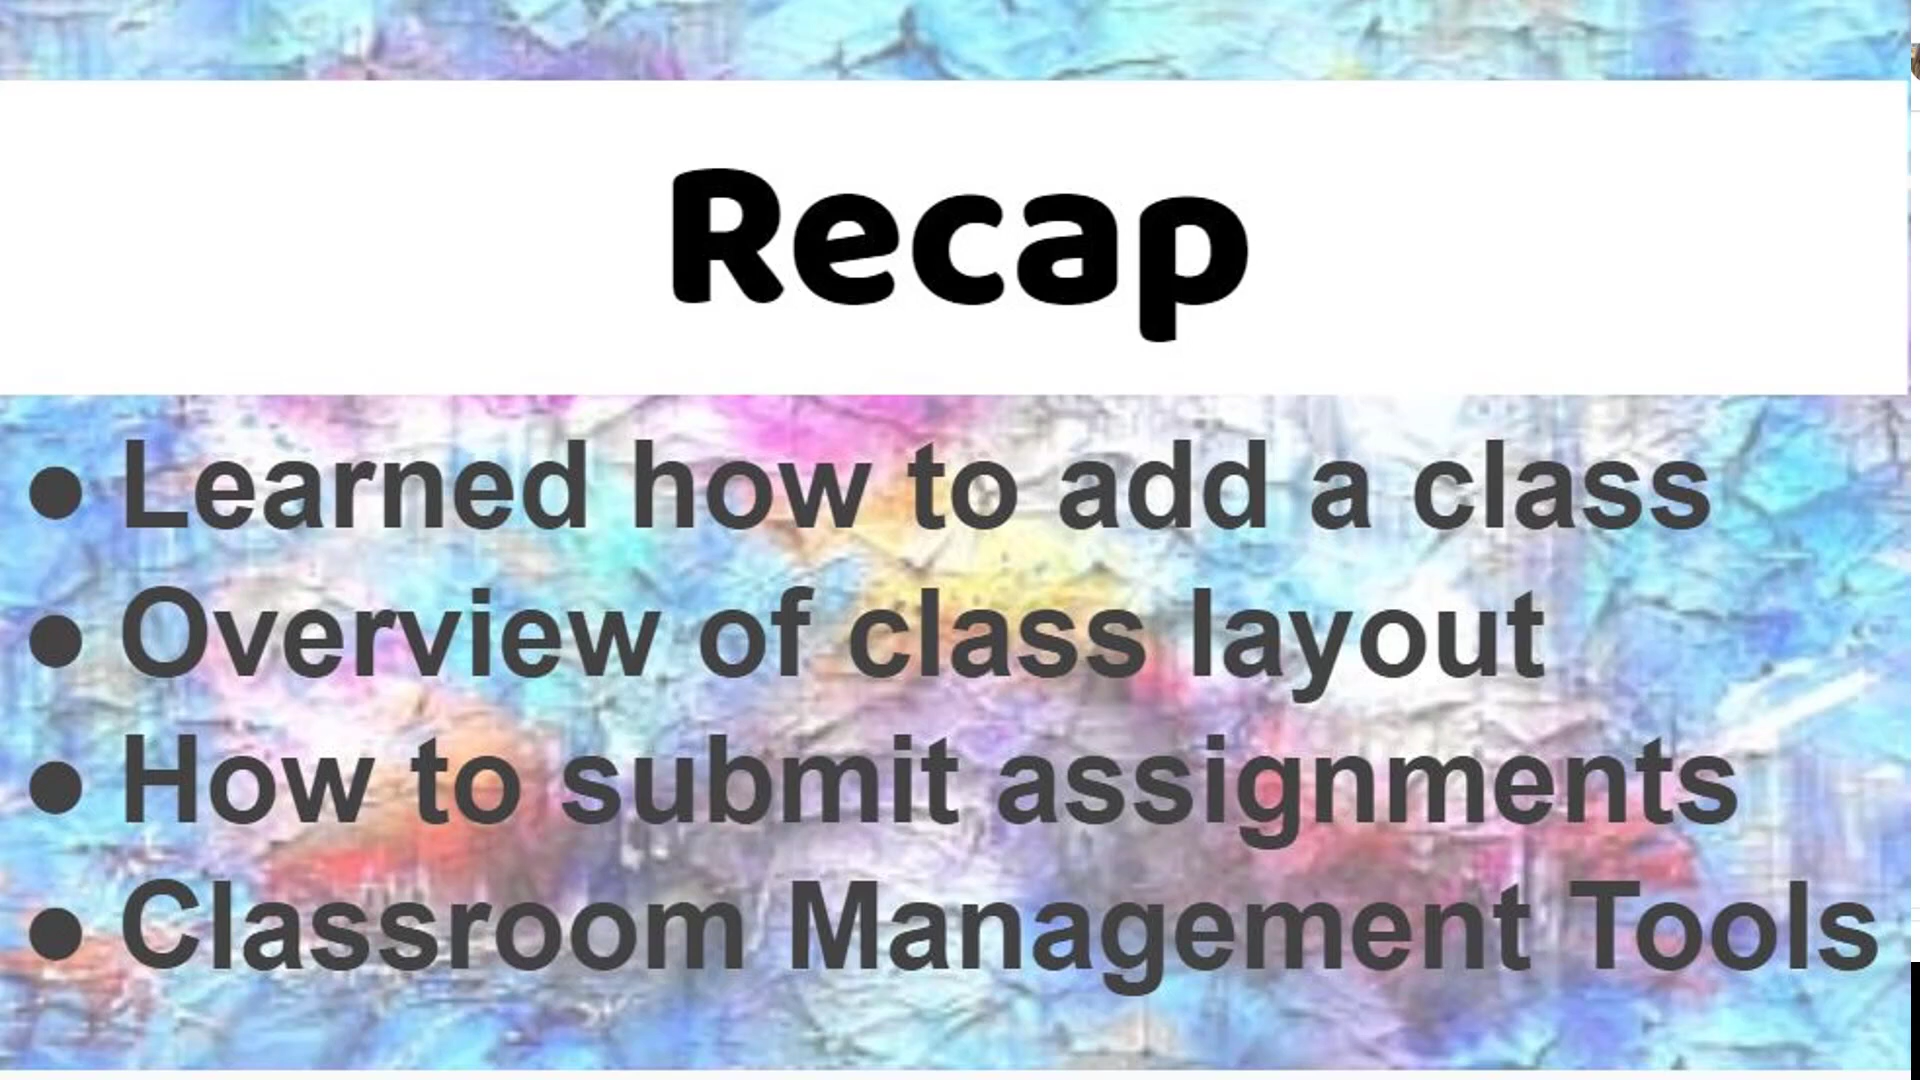 Recap
● Learned how to add a class
● Overview of class layout
● How to submit assignments
● Classroom Management Tools